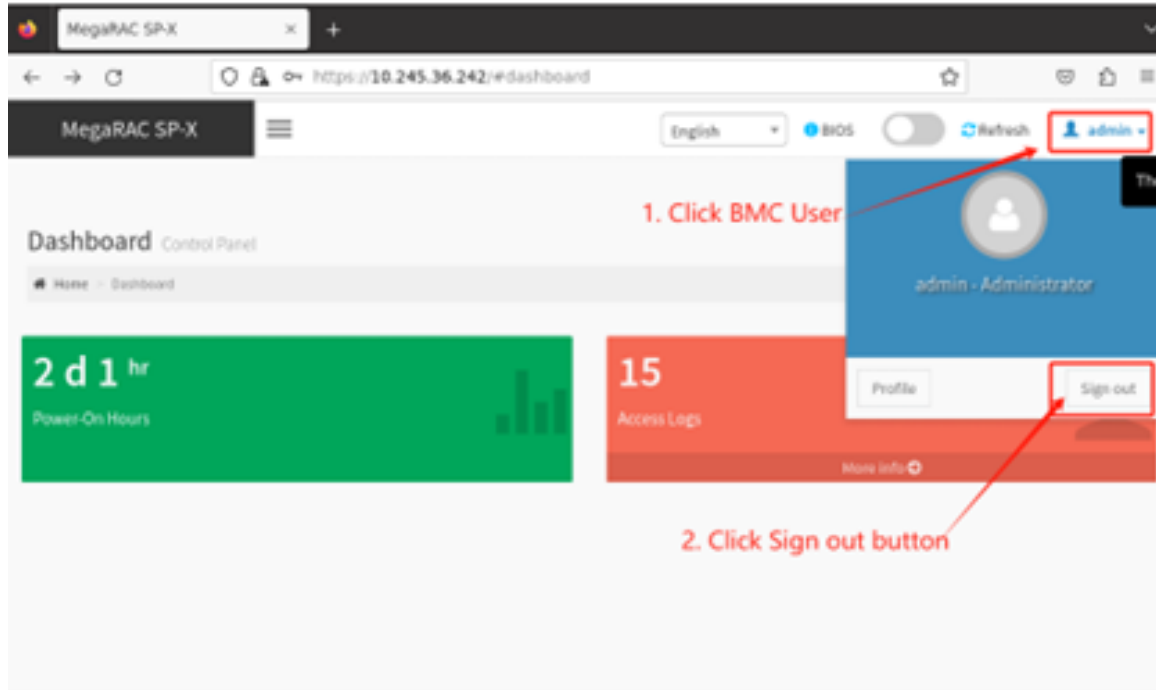 MegaRAC SP-X
https://10.245.36.242/#dashboard
MegaRAC SP-X
English
BIOS
Refresh
admin
The
1. Click BMC User
Dashboard Control Panel
Home > Dashboard
admin - Administrator
2 d 1 hr
Power-On Hours
15
Access Logs
Profile
Sign out
More info
2. Click Sign out button